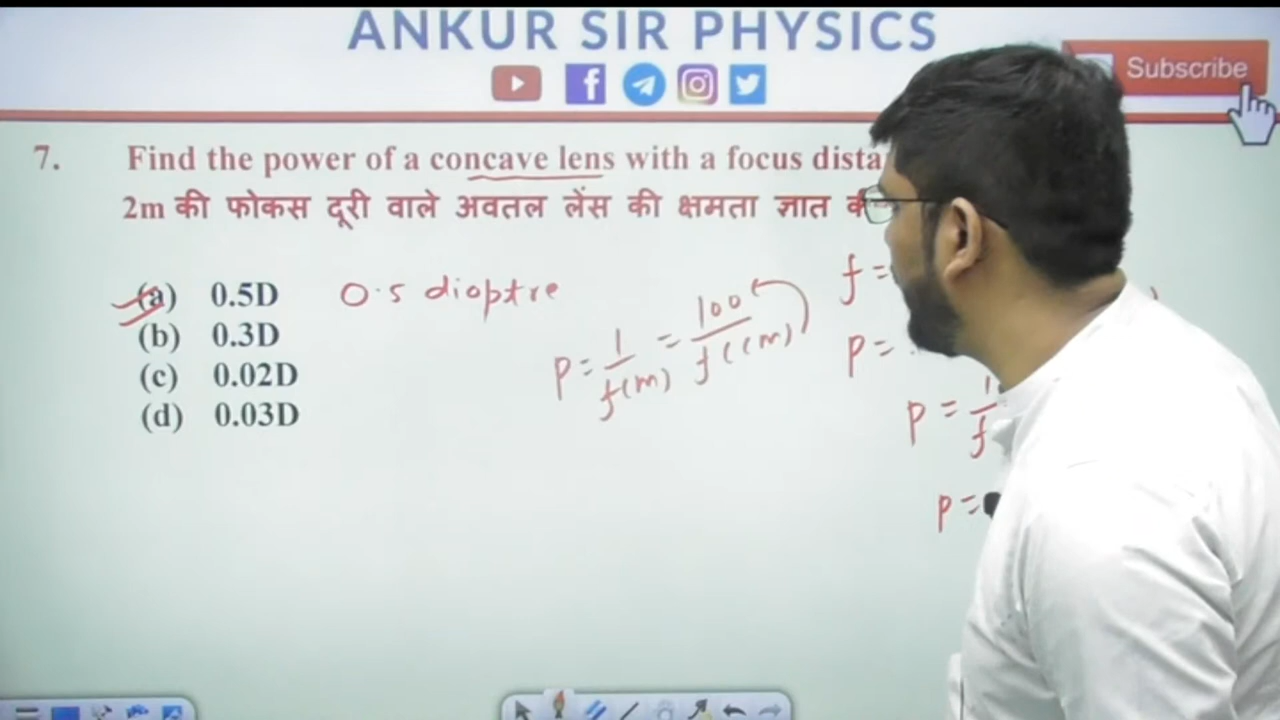 ANKUR SIR PHYSICS
Subscribe
7. Find the power of a concave lens with a focus
2m की फोकस दूरी वाले अवतल लेंस की क्षमता ज्ञात
(a) 0.5D 0.5 dioptre
(b) 0.3D
(c) 0.02D
(d) 0.03D
p = 1/f(m) = 100/f(cm)
f =
p =
p = 1/f
p =